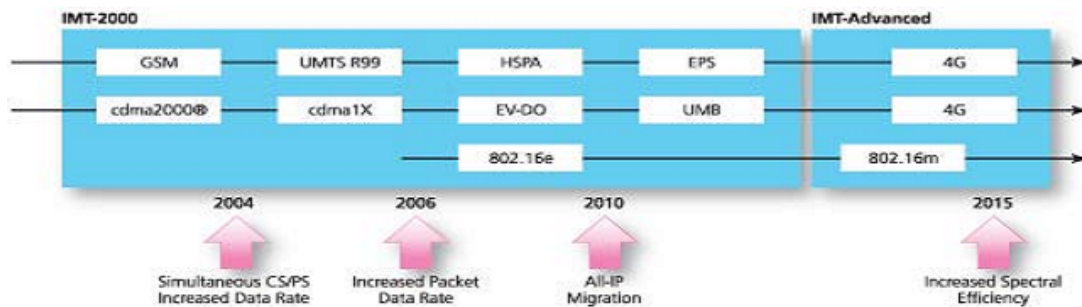 IMT-2000 IMT-Advanced
GSM UMTS R99 HSPA EPS 4G
cdma2000® cdma1X EV-DO UMB 4G
802.16e 802.16m
2004 2006 2010 2015
Simultaneous CS/PS
Increased Data Rate
Increased Packet
Data Rate
All-IP
Migration
Increased Spectral
Efficiency